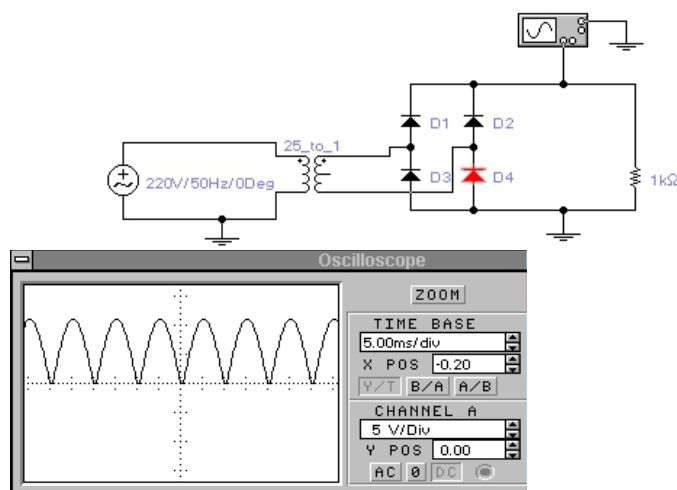 D1 D2
25_to_1
220V/50Hz/0Deg
D3 D4
1kΩ
Oscilloscope
ZOOM
TIME BASE
5.00ms/div
X POS -0.20
Y/T B/A A/B
CHANNEL A
5 V/Div
Y POS 0.00
AC 0 DC